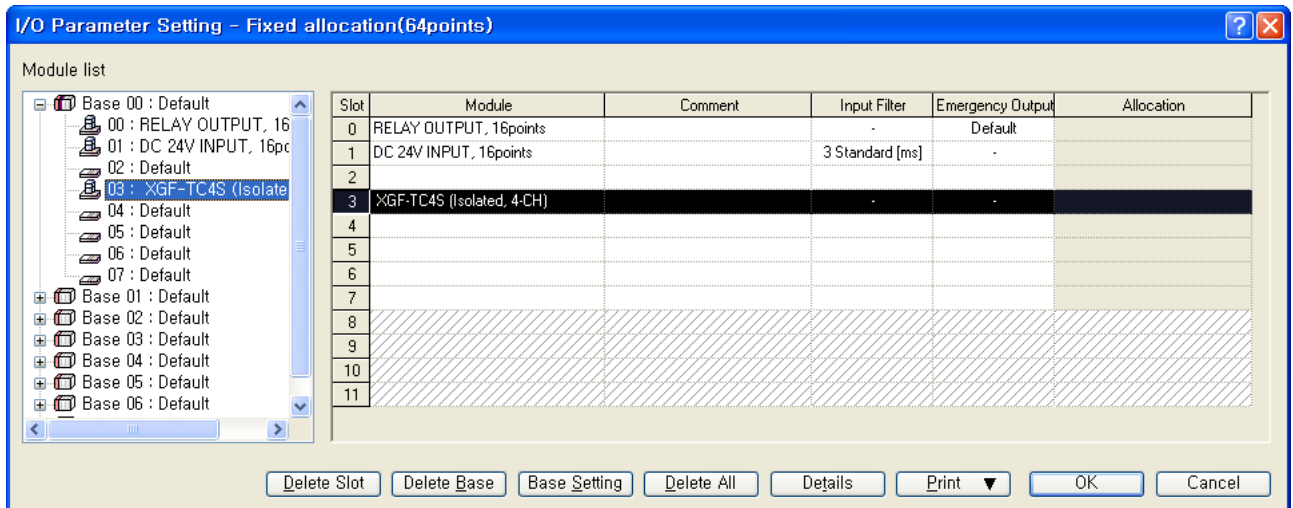 I/O Parameter Setting - Fixed allocation(64points)
Module list
Base 00 : Default
00 : RELAY OUTPUT, 16
01 : DC 24V INPUT, 16po
02 : Default
03 : XGF-TC4S (Isolate
04 : Default
05 : Default
06 : Default
07 : Default
Base 01 : Default
Base 02 : Default
Base 03 : Default
Base 04 : Default
Base 05 : Default
Base 06 : Default
Slot Module Comment Input Filter Emergency Output Allocation
0 RELAY OUTPUT, 16points - Default
1 DC 24V INPUT, 16points 3 Standard [ms] -
2
3 XGF-TC4S (Isolated, 4-CH) - -
4
5
6
7
8
9
10
11
Delete Slot Delete Base Base Setting Delete All Details Print ▼ OK Cancel